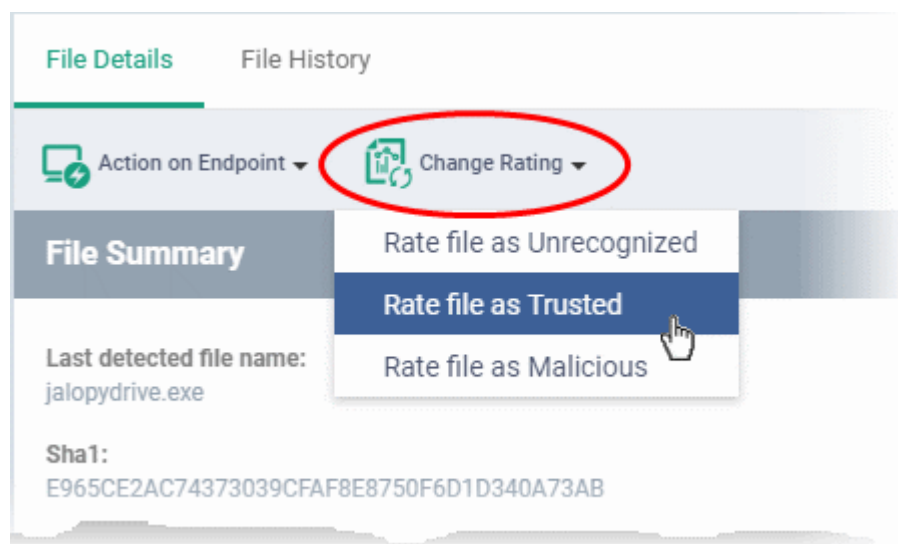 File Details File History
Action on Endpoint Change Rating
File Summary
Rate file as Unrecognized
Rate file as Trusted
Rate file as Malicious
Last detected file name:
jalopydrive.exe
Sha1:
E965CE2AC74373039CFAF8E8750F6D1D340A73AB